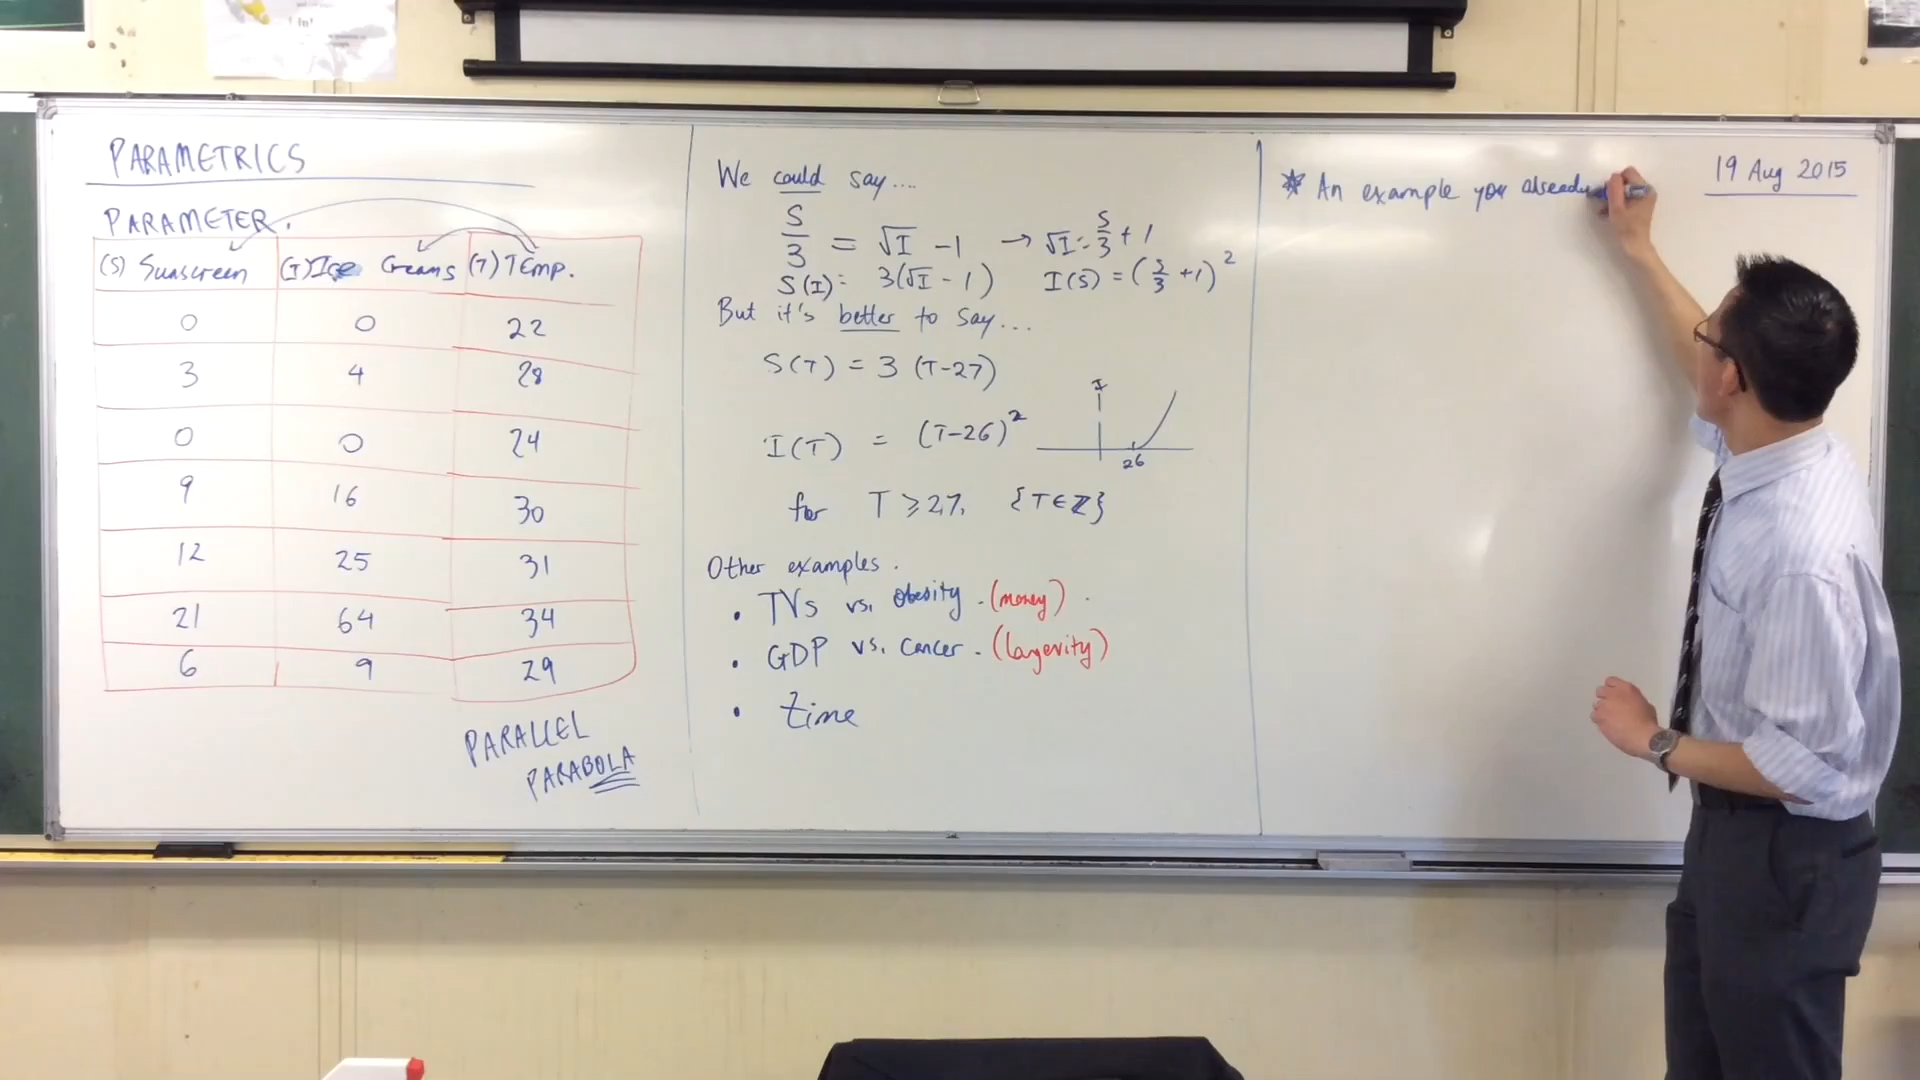 PARAMETRICS
PARAMETER.
(S) Sunscreen (I) Ice Creams (T) Temp.
0 0 22
3 4 28
0 0 24
9 16 30
12 25 31
21 64 34
6 9 29
PARALLEL
PARABOLA
We could say....
S/3 = √I - 1 → √I = S/3 + 1
S(I) = 3(√I - 1) I(S) = (S/3 + 1)²
But it's better to say...
S(T) = 3 (T-27)
I(T) = (T-26)²
I
26
for T ≥ 27, {T∈Z}
Other examples.
• TVs vs. obesity. (money)
• GDP vs. cancer. (longevity)
• time
* An example you already
19 Aug 2015